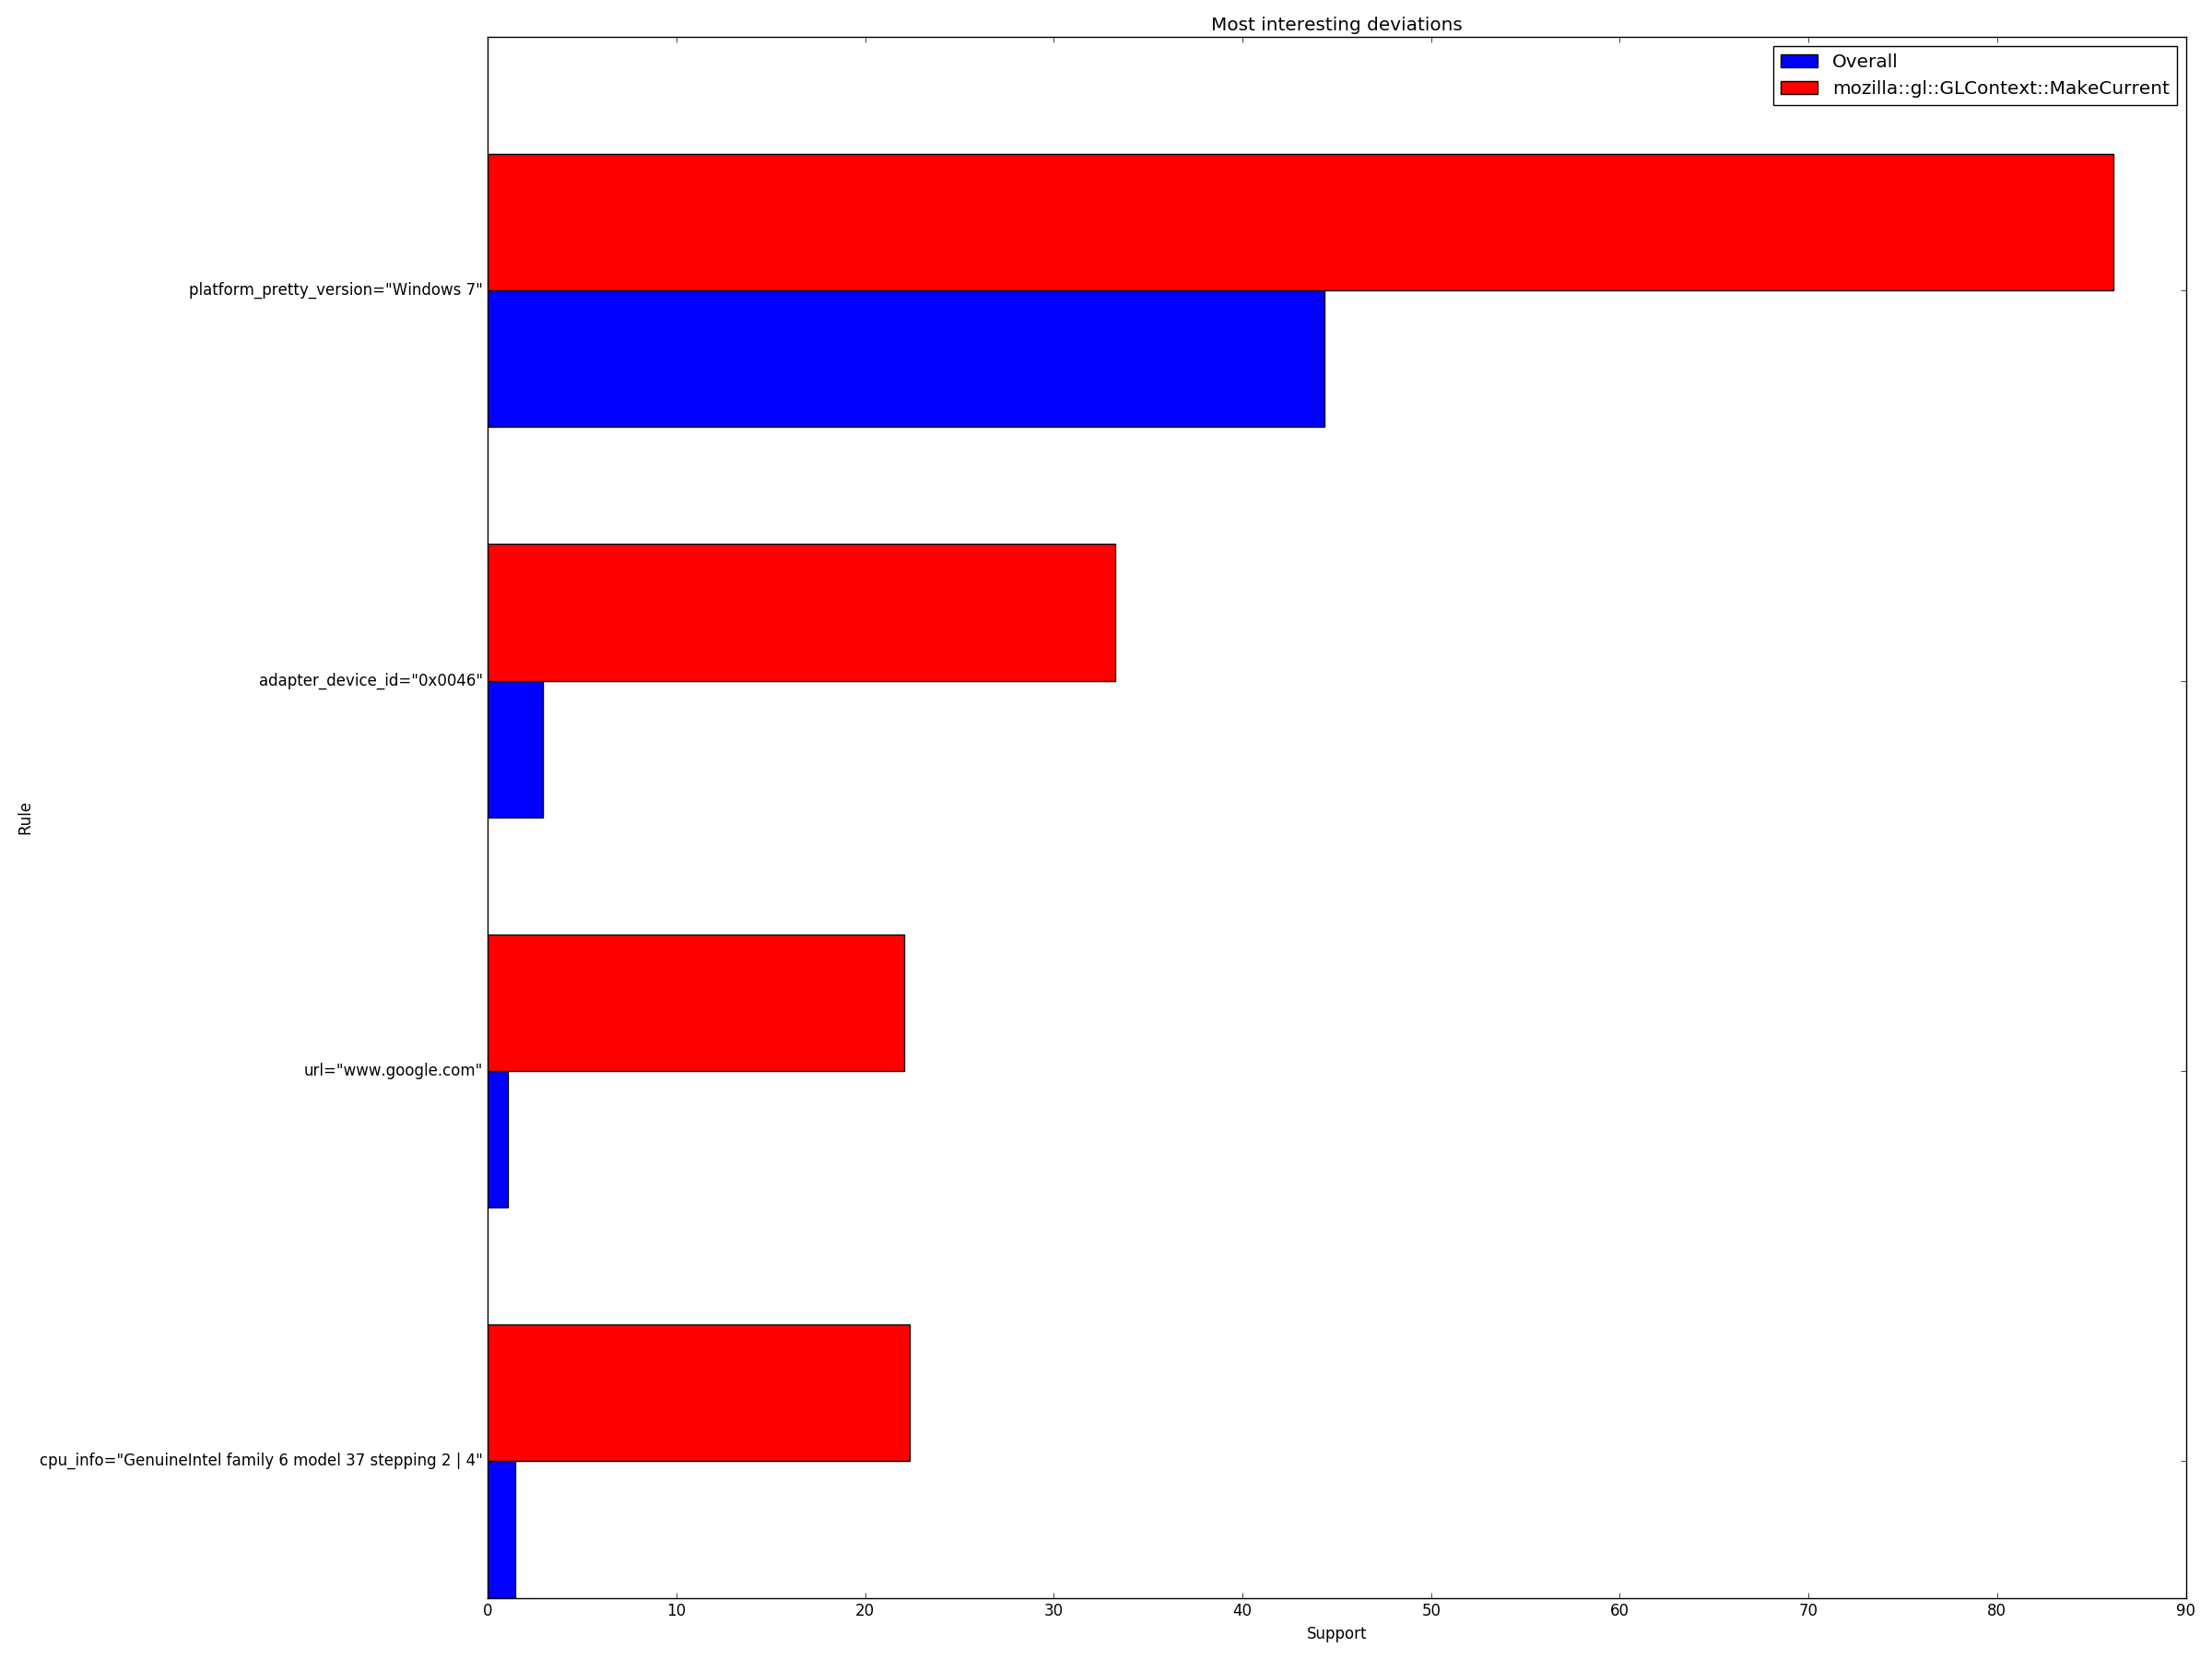 Most interesting deviations
Overall
mozilla::gl::GLContext::MakeCurrent
platform_pretty_version="Windows 7"
adapter_device_id="0x0046"
Rule
url="www.google.com"
cpu_info="GenuineIntel family 6 model 37 stepping 2 | 4"
0 10 20 30 40 50 60 70 80 90
Support